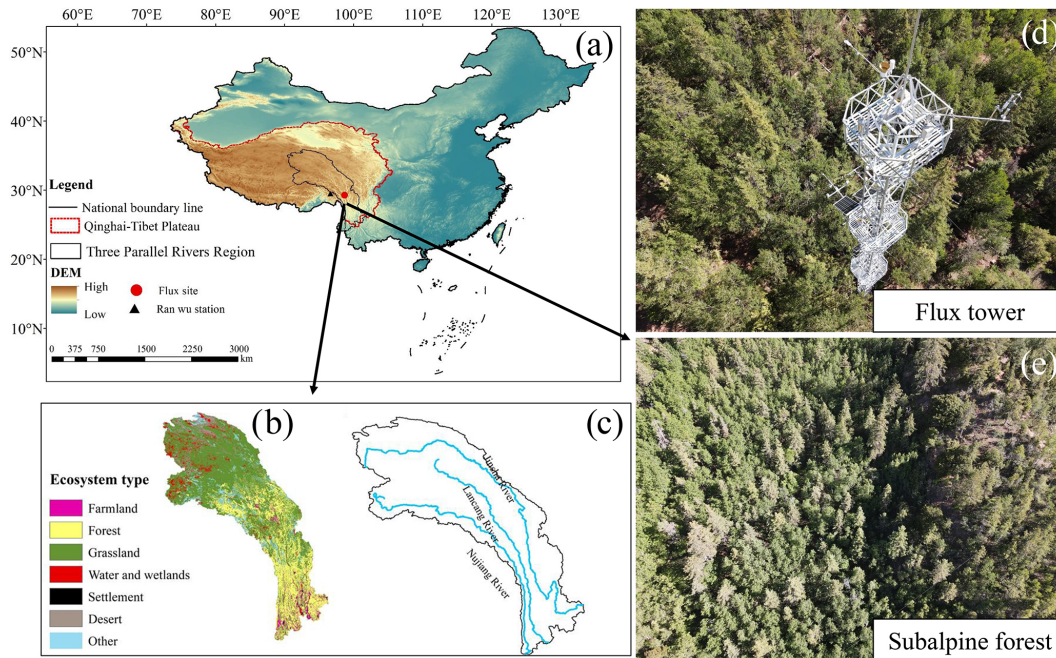 60°E 70°E 80°E 90°E 100°E 110°E 120°E 130°E
(a)
50°N
40°N
30°N
20°N
10°N
Legend
National boundary line
Qinghai-Tibet Plateau
Three Parallel Rivers Region
DEM
High
Low
Flux site
Ran wu station
0 375 750 1500 2250 3000
km
(b)
Ecosystem type
Farmland
Forest
Grassland
Water and wetlands
Settlement
Desert
Other
(c)
Jinsha River
Lancang River
Nujiang River
(d)
Flux tower
(e)
Subalpine forest